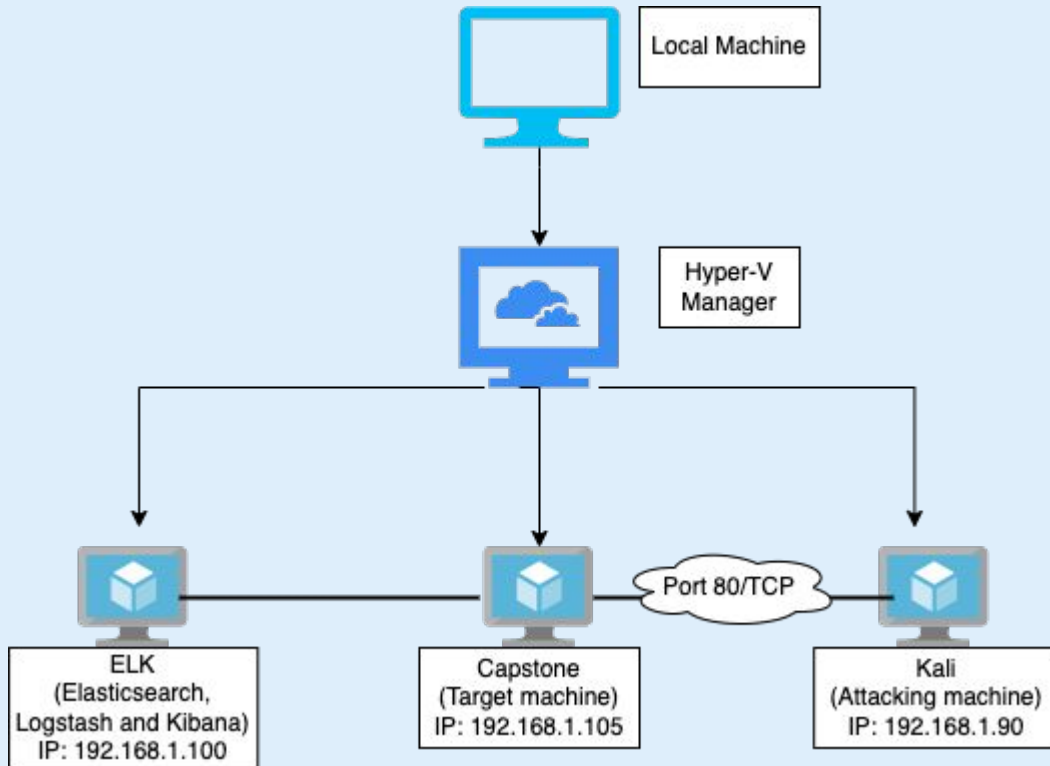 Local Machine
Hyper-V
Manager
Port 80/TCP
ELK
(Elasticsearch,
Logstash and Kibana)
IP: 192.168.1.100
Capstone
(Target machine)
IP: 192.168.1.105
Kali
(Attacking machine)
IP: 192.168.1.90